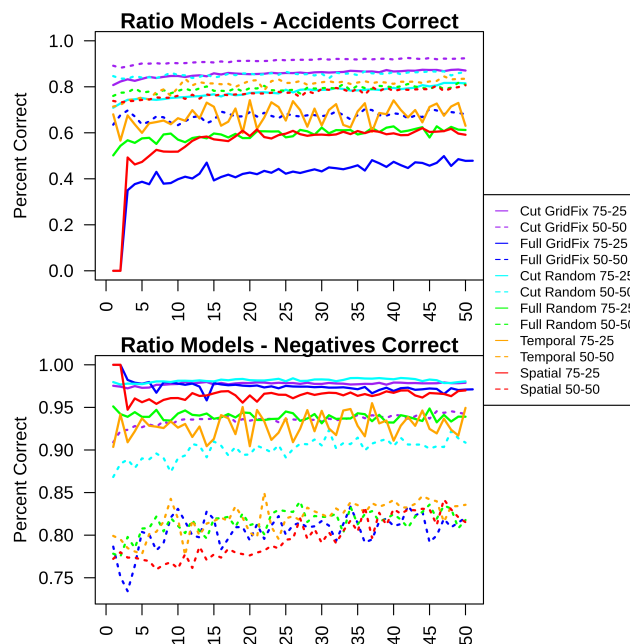 Ratio Models - Accidents Correct
Percent Correct
1.0
0.8
0.6
0.4
0.2
0.0
0 5 10 15 20 25 30 35 40 45 50
Cut GridFix 75-25
Cut GridFix 50-50
Full GridFix 75-25
Full GridFix 50-50
Cut Random 75-25
Cut Random 50-50
Full Random 75-25
Full Random 50-50
Temporal 75-25
Temporal 50-50
Spatial 75-25
Spatial 50-50
Ratio Models - Negatives Correct
Percent Correct
1.00
0.95
0.90
0.85
0.80
0.75
0 5 10 15 20 25 30 35 40 45 50